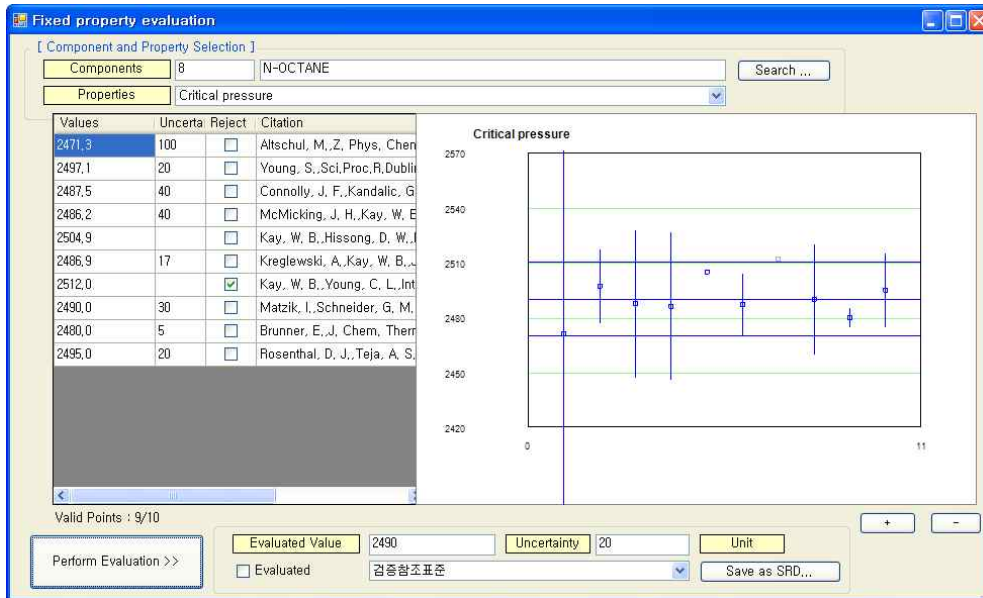 Fixed property evaluation
[ Component and Property Selection ]
Components 8 N-OCTANE Search ...
Properties Critical pressure
Values Uncerta Reject Citation
2471,3 100 Altschul, M,,Z, Phys, Chen
2497,1 20 Young, S,,Sci,Proc,R,Dublin
2487,5 40 Connolly, J, F,,Kandalic, G
2486,2 40 McMicking, J, H,,Kay, W, E
2504,9 Kay, W, B,,Hissong, D, W,,
2486,9 17 Kreglewski, A,,Kay, W, B,,J
2512,0 Kay, W, B,,Young, C, L,,Int
2490,0 30 Matzik, I,,Schneider, G, M,
2480,0 5 Brunner, E,,J, Chem, Therr
2495,0 20 Rosenthal, D, J,,Teja, A, S,
Critical pressure
2570
2540
2510
2480
2450
2420
0 11
Valid Points : 9/10
+ -
Perform Evaluation >>
Evaluated Value 2490 Uncertainty 20 Unit
Evaluated 검증참조표준 Save as SRD,,,